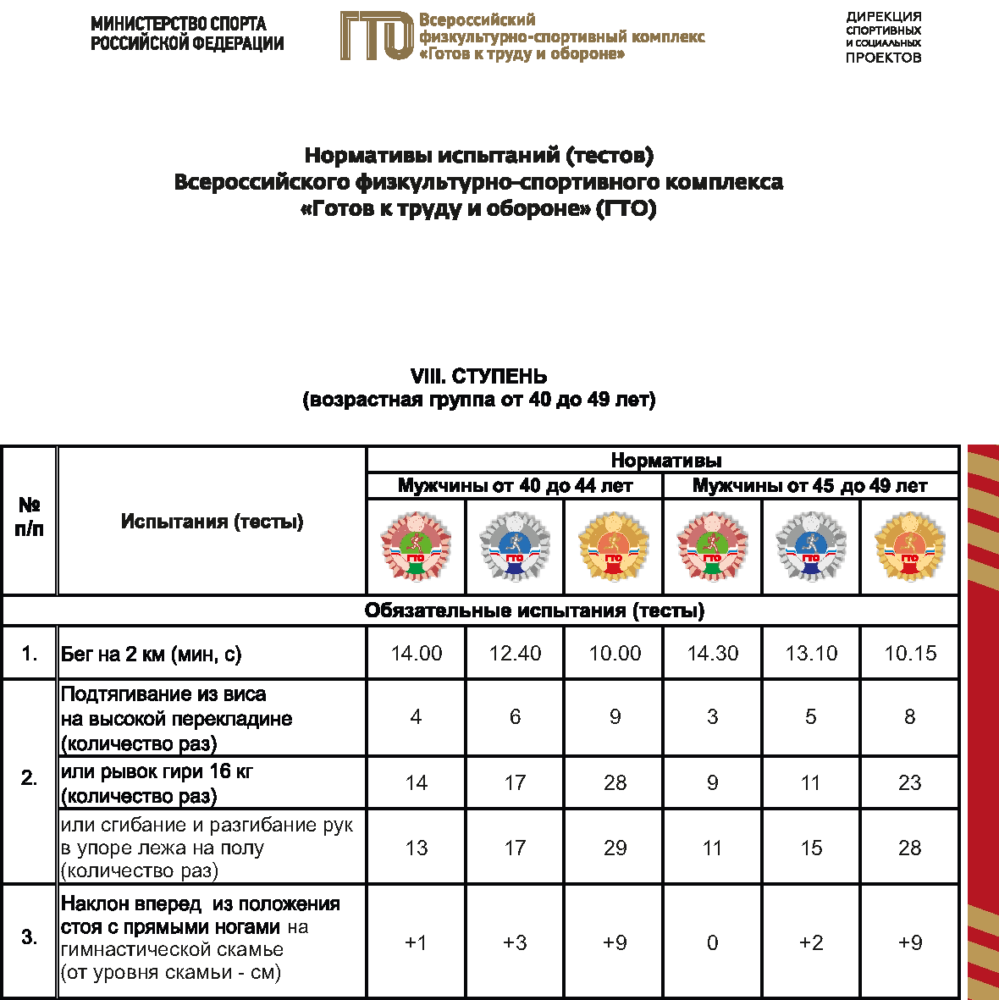 МИНИСТЕРСТВО СПОРТА
РОССИЙСКОЙ ФЕДЕРАЦИИ
ГТО
Всероссийский
физкультурно-спортивный комплекс
«Готов к труду и обороне»
ДИРЕКЦИЯ
СПОРТИВНЫХ
И СОЦИАЛЬНЫХ
ПРОЕКТОВ
Нормативы испытаний (тестов)
Всероссийского физкультурно-спортивного комплекса
«Готов к труду и обороне» (ГТО)
VIII. СТУПЕНЬ
(возрастная группа от 40 до 49 лет)
№
п/п
Испытания (тесты)
Нормативы
Мужчины от 40 до 44 лет
Мужчины от 45 до 49 лет
ГТО ГТО ГТО ГТО ГТО ГТО
Обязательные испытания (тесты)
1. Бег на 2 км (мин, с) 14.00 12.40 10.00 14.30 13.10 10.15
2.
Подтягивание из виса
на высокой перекладине
(количество раз)
4 6 9 3 5 8
или рывок гири 16 кг
(количество раз)
14 17 28 9 11 23
или сгибание и разгибание рук
в упоре лежа на полу
(количество раз)
13 17 29 11 15 28
3.
Наклон вперед из положения
стоя с прямыми ногами на
гимнастической скамье
(от уровня скамьи - см)
+1 +3 +9 0 +2 +9